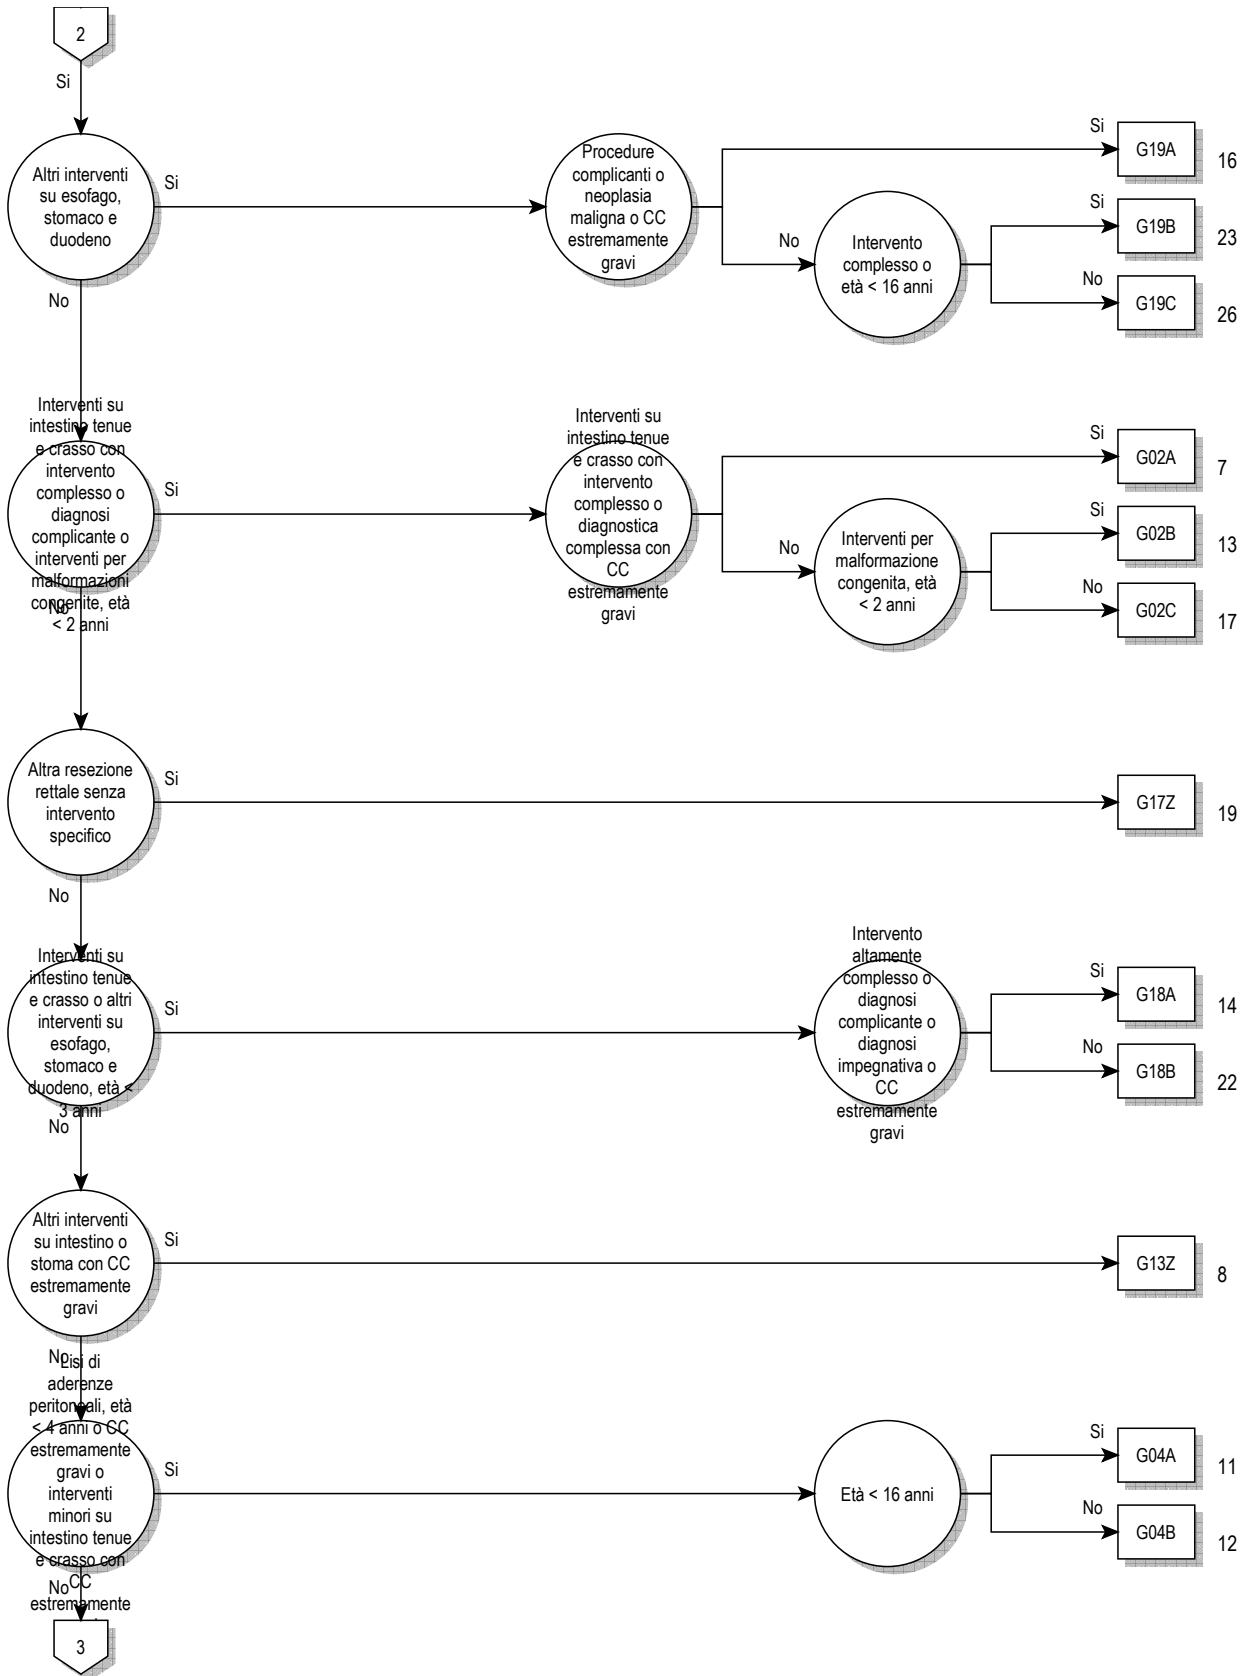 2
Si
Altri interventi
su esofago,
stomaco e
duodeno
Si
No
Procedure
complicanti o
neoplasia
maligna o CC
estremamente
gravi
No
Intervento
complesso o
età < 16 anni
Si
G19A
16
Si
G19B
23
No
G19C
26
Interventi su
intestino tenue
e crasso con
intervento
complesso o
diagnosi
complicante o
interventi per
malformazioni
congenite, età
< 2 anni
Si
No
Interventi su
intestino tenue
e crasso con
intervento
complesso o
diagnostica
complessa con
CC
estremamente
gravi
No
Interventi per
malformazione
congenita, età
< 2 anni
Si
G02A
7
Si
G02B
13
No
G02C
17
Altra resezione
rettale senza
intervento
specifico
Si
No
G17Z
19
Interventi su
intestino tenue
e crasso o altri
interventi su
esofago,
stomaco e
duodeno, età <
3 anni
Si
No
Intervento
altamente
complesso o
diagnosi
complicante o
diagnosi
impegnativa o
CC
estremamente
gravi
Si
G18A
14
No
G18B
22
Altri interventi
su intestino o
stoma con CC
estremamente
gravi
Si
No
G13Z
8
Lisi di
aderenze
peritoneali, età
< 4 anni o CC
estremamente
gravi o
interventi
minori su
intestino tenue
e crasso con
CC
estremamente
Si
No
Età < 16 anni
Si
G04A
11
No
G04B
12
3